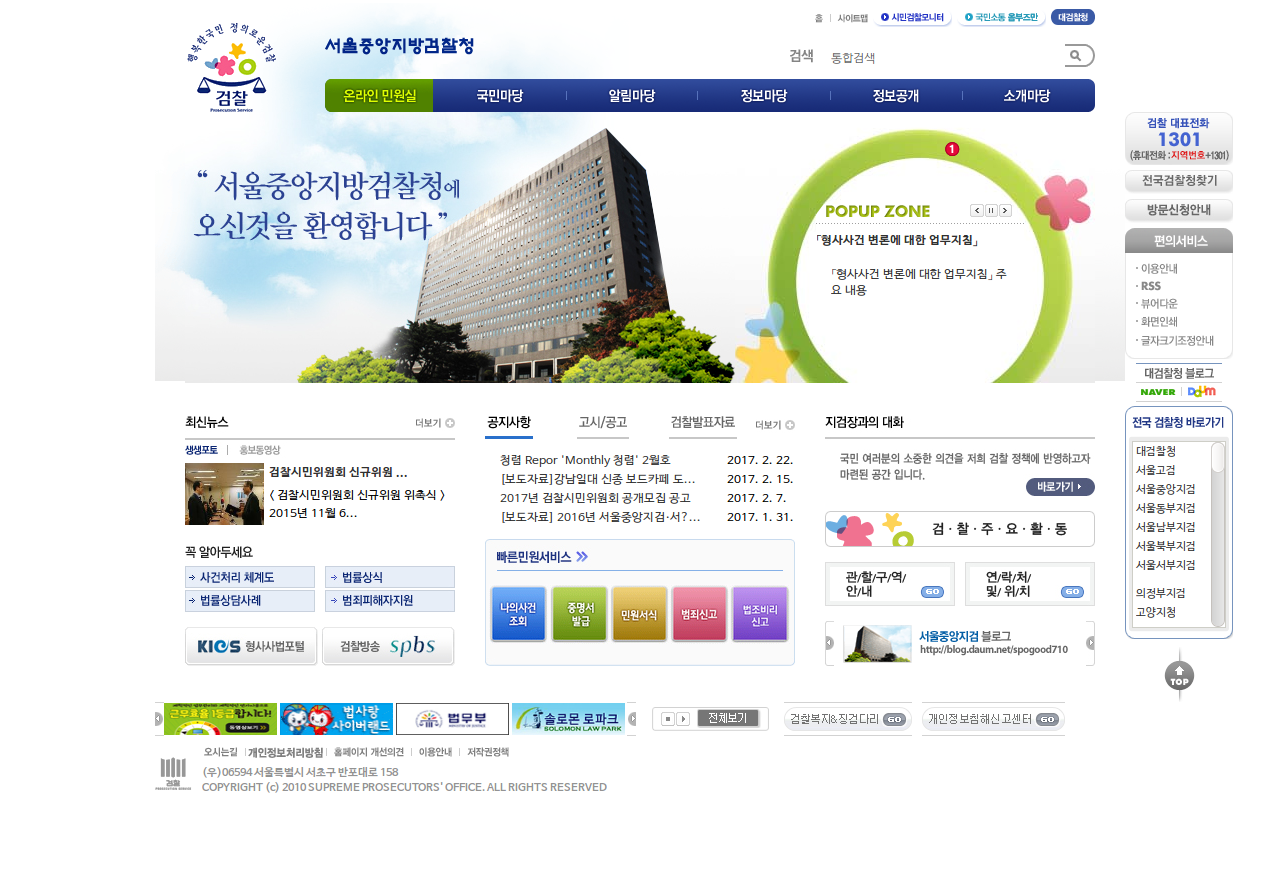 홈 사이트맵 시민검찰모니터 국민소통 옴부즈만 대검찰청
행복한국민 정의로운검찰
검찰
Prosecution Service
서울중앙지방검찰청
검색 통합검색
온라인 민원실 국민마당 알림마당 정보마당 정보공개 소개마당
“ 서울중앙지방검찰청에
오신것을 환영합니다 ”
1
POPUP ZONE
「형사사건 변론에 대한 업무지침」
「형사사건 변론에 대한 업무지침」 주
요 내용
검찰 대표전화
1301
(휴대전화 : 지역번호+1301)
전국검찰청찾기
방문신청안내
편의서비스
· 이용안내
· RSS
· 뷰어다운
· 화면인쇄
· 글자크기조정안내
대검찰청 블로그
NAVER Daum
전국 검찰청 바로가기
대검찰청
서울고검
서울중앙지검
서울동부지검
서울남부지검
서울북부지검
서울서부지검
의정부지검
고양지청
TOP
최신뉴스 더보기
생생포토 홍보동영상
검찰시민위원회 신규위원 ...
< 검찰시민위원회 신규위원 위촉식 >
2015년 11월 6...
꼭 알아두세요
사건처리 체계도 법률상식
법률상담사례 범죄피해자지원
KICS 형사사법포털 검찰방송 spbs
공지사항 고시/공고 검찰발표자료 더보기
청렴 Repor 'Monthly 청렴' 2월호 2017. 2. 22.
[보도자료]강남일대 신종 보드카페 도... 2017. 2. 15.
2017년 검찰시민위원회 공개모집 공고 2017. 2. 7.
[보도자료] 2016년 서울중앙지검·서?... 2017. 1. 31.
빠른민원서비스
나의사건
조회
증명서
발급
민원서식
범죄신고
법조비리
신고
지검장과의 대화
국민 여러분의 소중한 의견을 저희 검찰 정책에 반영하고자
마련된 공간 입니다.
바로가기
검·찰·주·요·활·동
관/할/구/역/
안/내 GO
연/락/처/
및/ 위/치 GO
서울중앙지검 블로그
http://blog.daum.net/spogood710
근무효율 1등급 합시다!
동영상보기
법사랑
사이버랜드
법무부
솔로몬 로파크
SOLOMON LAW PARK
전체보기
검찰복지&징검다리 GO
개인정보침해신고센터 GO
오시는길 개인정보처리방침 홈페이지 개선의견 이용안내 저작권정책
검찰
(우)06594 서울특별시 서초구 반포대로 158
COPYRIGHT (c) 2010 SUPREME PROSECUTORS' OFFICE. ALL RIGHTS RESERVED